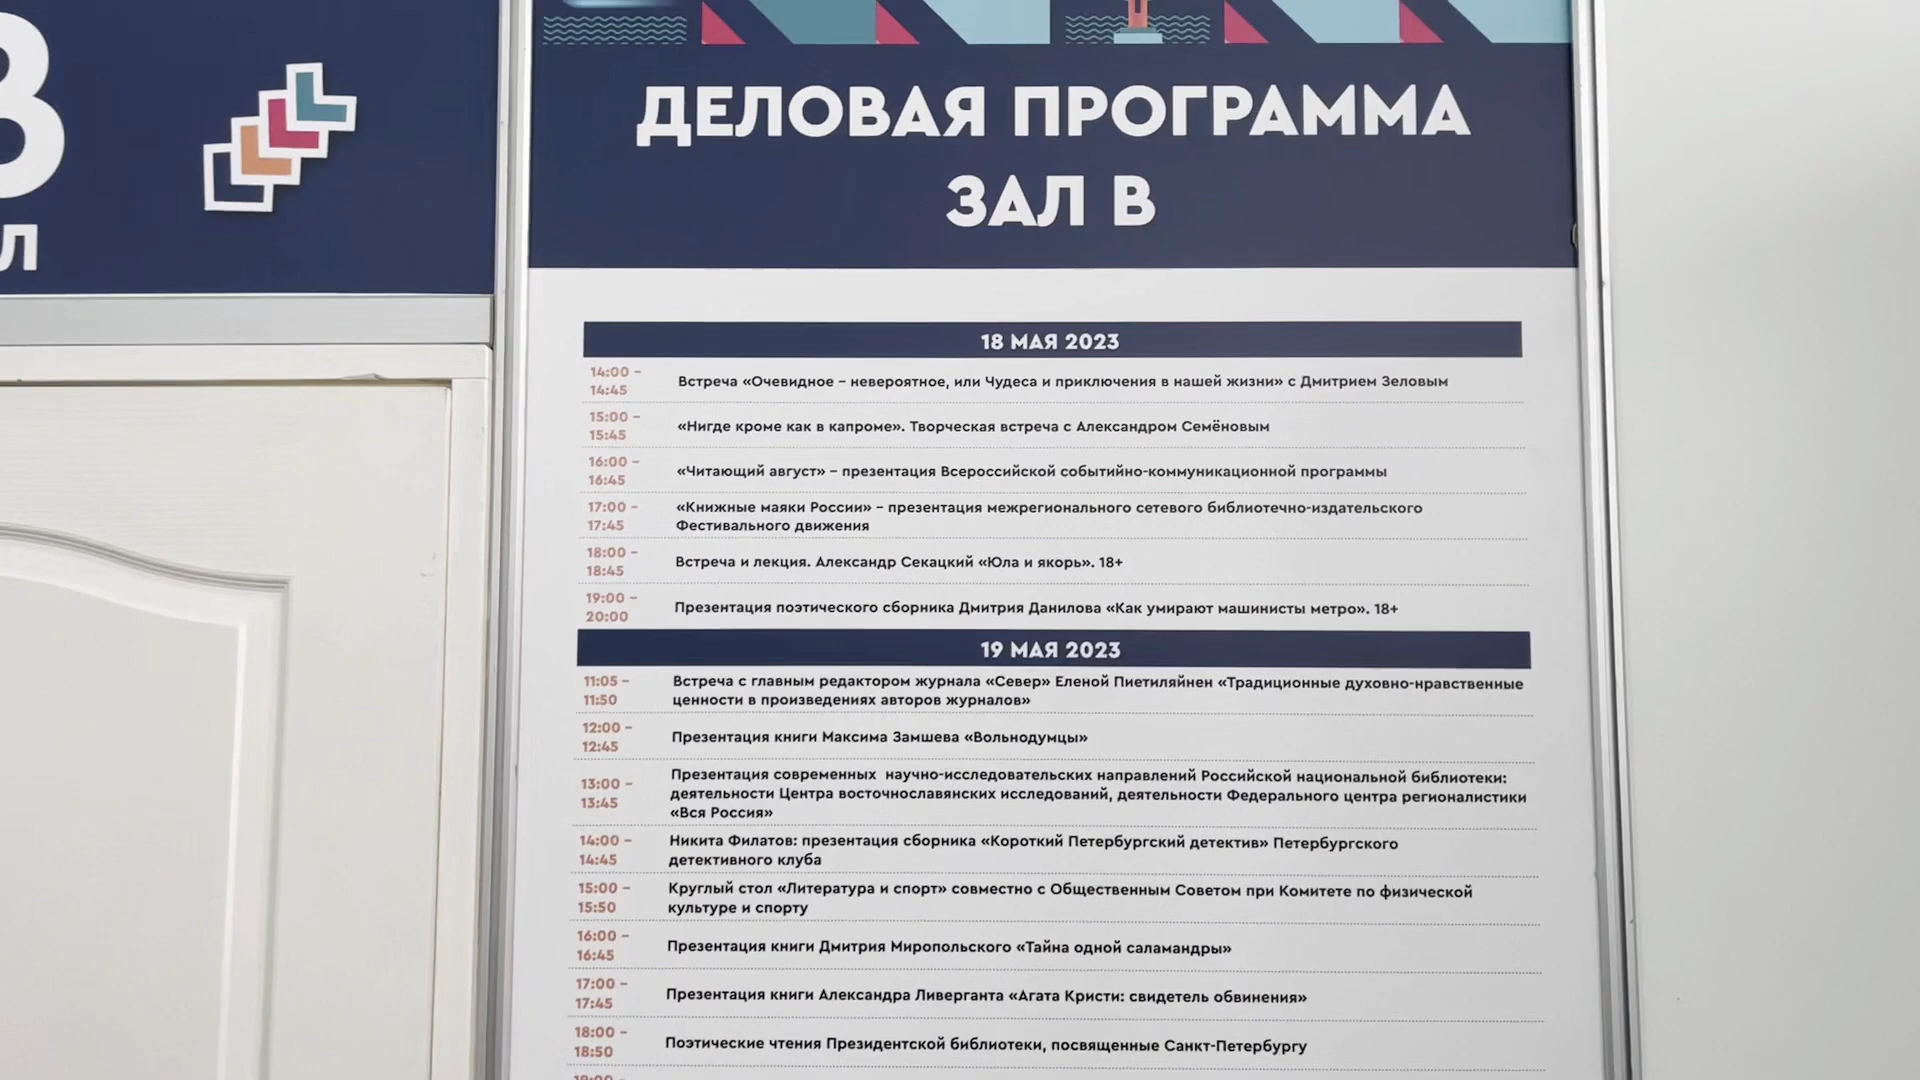 В
Л
ДЕЛОВАЯ ПРОГРАММА
ЗАЛ В
18 МАЯ 2023
14:00 –
14:45
Встреча «Очевидное – невероятное, или Чудеса и приключения в нашей жизни» с Дмитрием Зеловым
15:00 –
15:45
«Нигде кроме как в капроме». Творческая встреча с Александром Семёновым
16:00 –
16:45
«Читающий август» – презентация Всероссийской событийно-коммуникационной программы
17:00 –
17:45
«Книжные маяки России» – презентация межрегионального сетевого библиотечно-издательского
Фестивального движения
18:00 –
18:45
Встреча и лекция. Александр Секацкий «Юла и якорь». 18+
19:00 –
20:00
Презентация поэтического сборника Дмитрия Данилова «Как умирают машинисты метро». 18+
19 МАЯ 2023
11:05 –
11:50
Встреча с главным редактором журнала «Север» Еленой Пиетиляйнен «Традиционные духовно-нравственные
ценности в произведениях авторов журналов»
12:00 –
12:45
Презентация книги Максима Замшева «Вольнодумцы»
13:00 –
13:45
Презентация современных научно-исследовательских направлений Российской национальной библиотеки:
деятельности Центра восточнославянских исследований, деятельности Федерального центра регионалистики
«Вся Россия»
14:00 –
14:45
Никита Филатов: презентация сборника «Короткий Петербургский детектив» Петербургского
детективного клуба
15:00 –
15:50
Круглый стол «Литература и спорт» совместно с Общественным Советом при Комитете по физической
культуре и спорту
16:00 –
16:45
Презентация книги Дмитрия Миропольского «Тайна одной саламандры»
17:00 –
17:45
Презентация книги Александра Ливерганта «Агата Кристи: свидетель обвинения»
18:00 –
18:50
Поэтические чтения Президентской библиотеки, посвященные Санкт-Петербургу